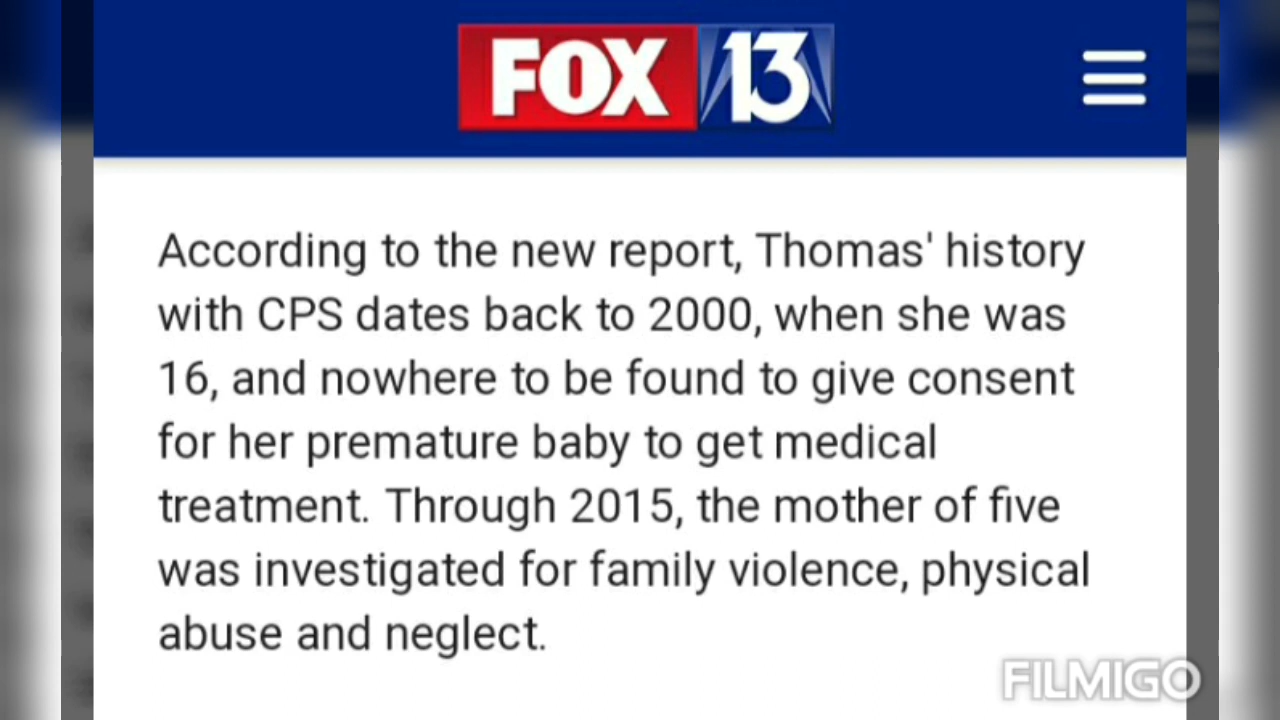 FOX 13
According to the new report, Thomas' history
with CPS dates back to 2000, when she was
16, and nowhere to be found to give consent
for her premature baby to get medical
treatment. Through 2015, the mother of five
was investigated for family violence, physical
abuse and neglect.
FILMIGO